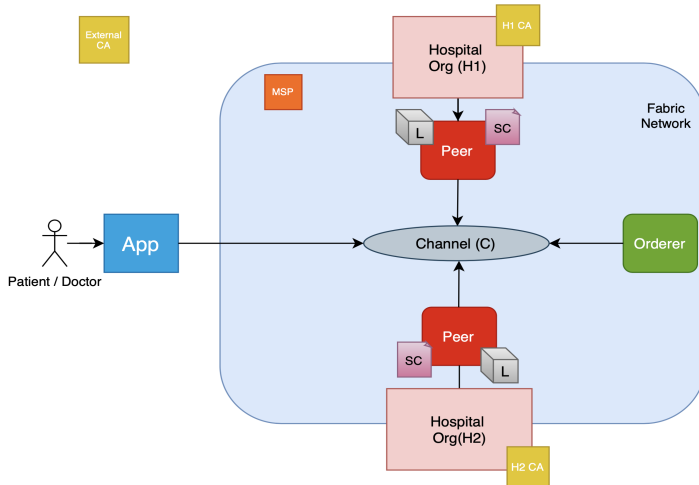 External
CA
H1 CA
Hospital
Org (H1)
MSP
Fabric
Network
L
SC
Peer
App
Channel (C)
Orderer
Patient / Doctor
Peer
SC
L
Hospital
Org(H2)
H2 CA